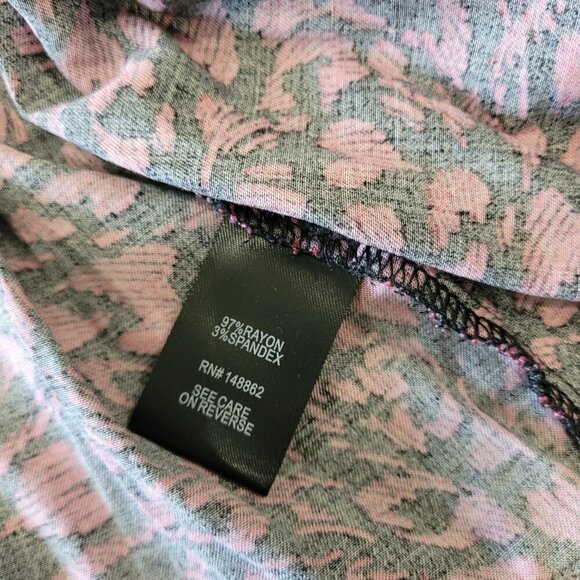 97%RAYON
3%SPANDEX
RN# 148862
SEE CARE
ON REVERSE